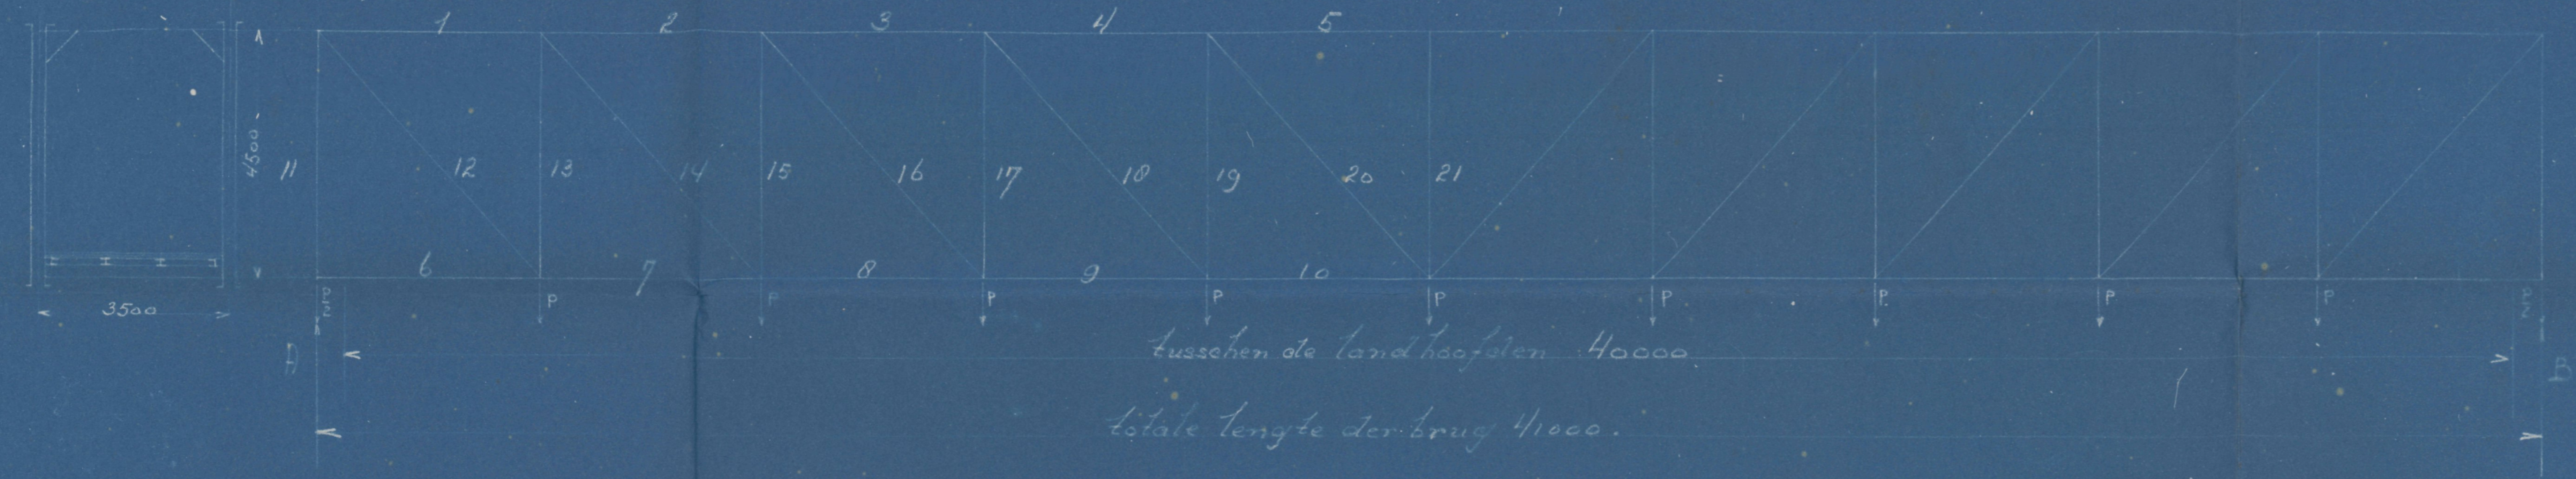 1 2 3 4 5
4500 11 12 13 14 15 16 17 18 19 20 21
6 7 8 9 10
3500
P/2 P P P P P P P P P P/2
A tusschen de landhoofden 40000 B
totale lengte der brug 41000.